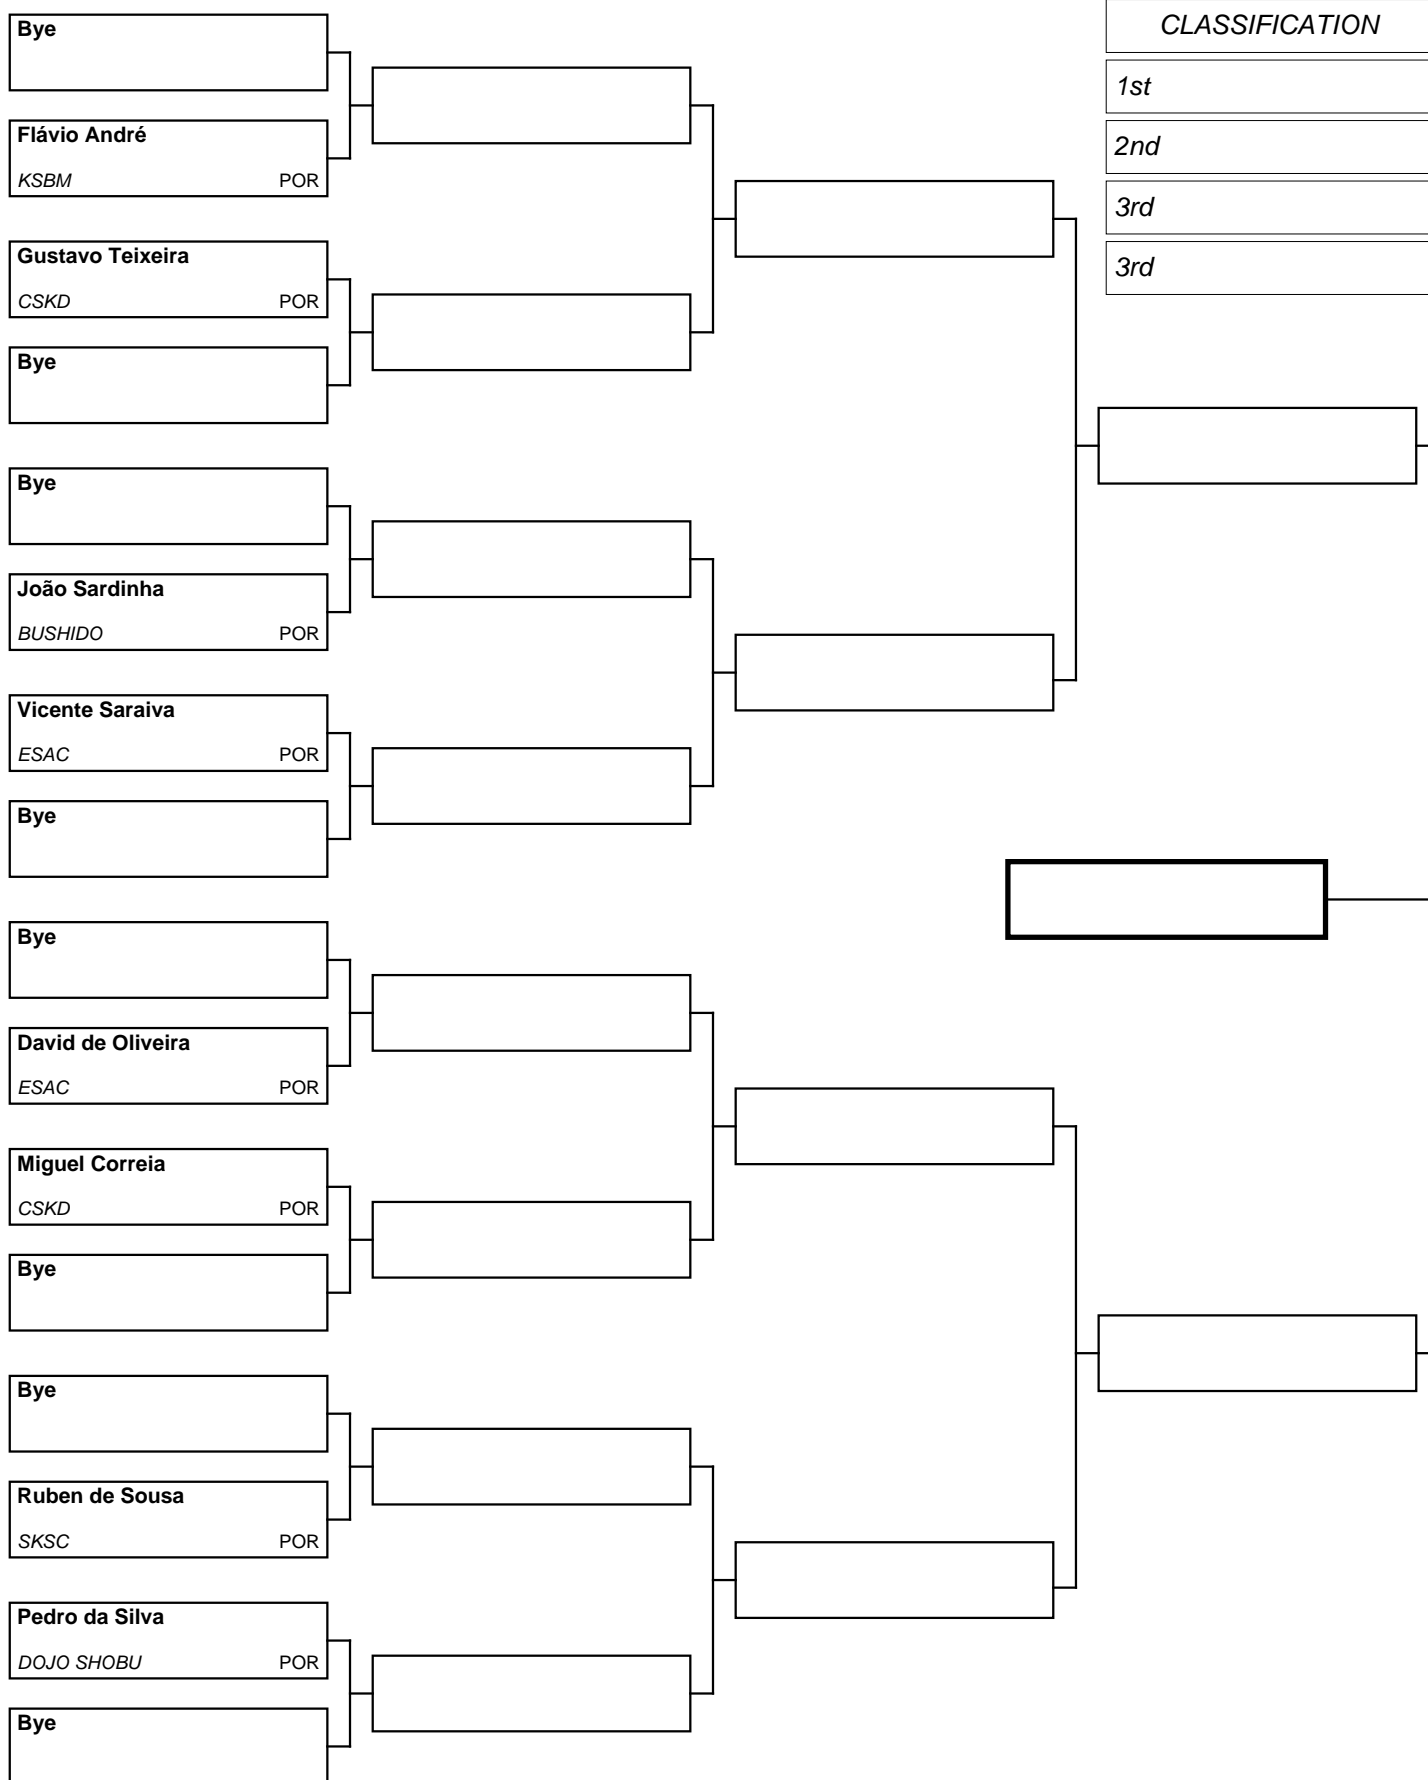 Bye
Flávio André
KSBM POR
Gustavo Teixeira
CSKD POR
Bye
Bye
João Sardinha
BUSHIDO POR
Vicente Saraiva
ESAC POR
Bye
Bye
David de Oliveira
ESAC POR
Miguel Correia
CSKD POR
Bye
Bye
Ruben de Sousa
SKSC POR
Pedro da Silva
DOJO SHOBU POR
Bye
CLASSIFICATION
1st
2nd
3rd
3rd